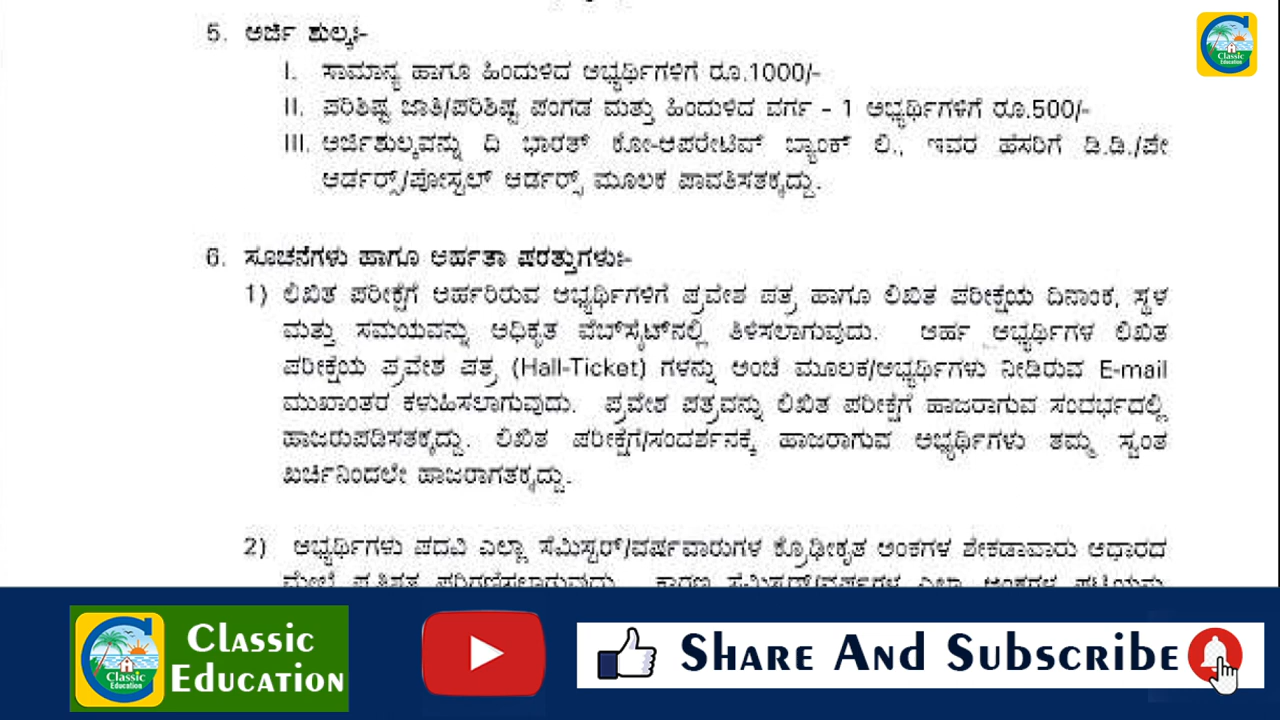 5. ಅರ್ಜಿ ಶುಲ್ಕಃ-
I. ಸಾಮಾನ್ಯ ಹಾಗೂ ಹಿಂದುಳಿದ ಅಭ್ಯರ್ಥಿಗಳಿಗೆ ರೂ.1000/-
II. ಪರಿಶಿಷ್ಟ ಜಾತಿ/ಪರಿಶಿಷ್ಟ ಪಂಗಡ ಮತ್ತು ಹಿಂದುಳಿದ ವರ್ಗ – 1 ಅಭ್ಯರ್ಥಿಗಳಿಗೆ ರೂ.500/-
III. ಅರ್ಜಿಶುಲ್ಕವನ್ನು ದಿ ಭಾರತ್ ಕೋ-ಆಪರೇಟಿವ್ ಬ್ಯಾಂಕ್ ಲಿ., ಇವರ ಹೆಸರಿಗೆ ಡಿ.ಡಿ./ಪೇ
ಆರ್ಡರ್ಸ್/ಪೋಸ್ಟಲ್ ಆರ್ಡರ್ಸ್ ಮೂಲಕ ಪಾವತಿಸತಕ್ಕದ್ದು.
6. ಸೂಚನೆಗಳು ಹಾಗೂ ಅರ್ಹತಾ ಷರತ್ತುಗಳುಃ-
1) ಲಿಖಿತ ಪರೀಕ್ಷೆಗೆ ಅರ್ಹರಿರುವ ಅಭ್ಯರ್ಥಿಗಳಿಗೆ ಪ್ರವೇಶ ಪತ್ರ ಹಾಗೂ ಲಿಖಿತ ಪರೀಕ್ಷೆಯ ದಿನಾಂಕ, ಸ್ಥಳ
ಮತ್ತು ಸಮಯವನ್ನು ಅಧಿಕೃತ ವೆಬ್‌ಸೈಟ್‌ನಲ್ಲಿ ತಿಳಿಸಲಾಗುವುದು. ಅರ್ಹ ಅಭ್ಯರ್ಥಿಗಳ ಲಿಖಿತ
ಪರೀಕ್ಷೆಯ ಪ್ರವೇಶ ಪತ್ರ (Hall-Ticket) ಗಳನ್ನು ಅಂಚೆ ಮೂಲಕ/ಅಭ್ಯರ್ಥಿಗಳು ನೀಡಿರುವ E-mail
ಮುಖಾಂತರ ಕಳುಹಿಸಲಾಗುವುದು. ಪ್ರವೇಶ ಪತ್ರವನ್ನು ಲಿಖಿತ ಪರೀಕ್ಷೆಗೆ ಹಾಜರಾಗುವ ಸಂದರ್ಭದಲ್ಲಿ
ಹಾಜರುಪಡಿಸತಕ್ಕದ್ದು. ಲಿಖಿತ ಪರೀಕ್ಷೆಗೆ/ಸಂದರ್ಶನಕ್ಕೆ ಹಾಜರಾಗುವ ಅಭ್ಯರ್ಥಿಗಳು ತಮ್ಮ ಸ್ವಂತ
ಖರ್ಚಿನಿಂದಲೇ ಹಾಜರಾಗತಕ್ಕದ್ದು.
2) ಅಭ್ಯರ್ಥಿಗಳು ಪದವಿ ಎಲ್ಲಾ ಸೆಮಿಸ್ಟರ್/ವರ್ಷವಾರುಗಳ ಕ್ರೊಢೀಕೃತ ಅಂಕಗಳ ಶೇಕಡಾವಾರು ಆಧಾರದ
Classic
Education
Classic
Education
Classic
Education
Share And Subscribe